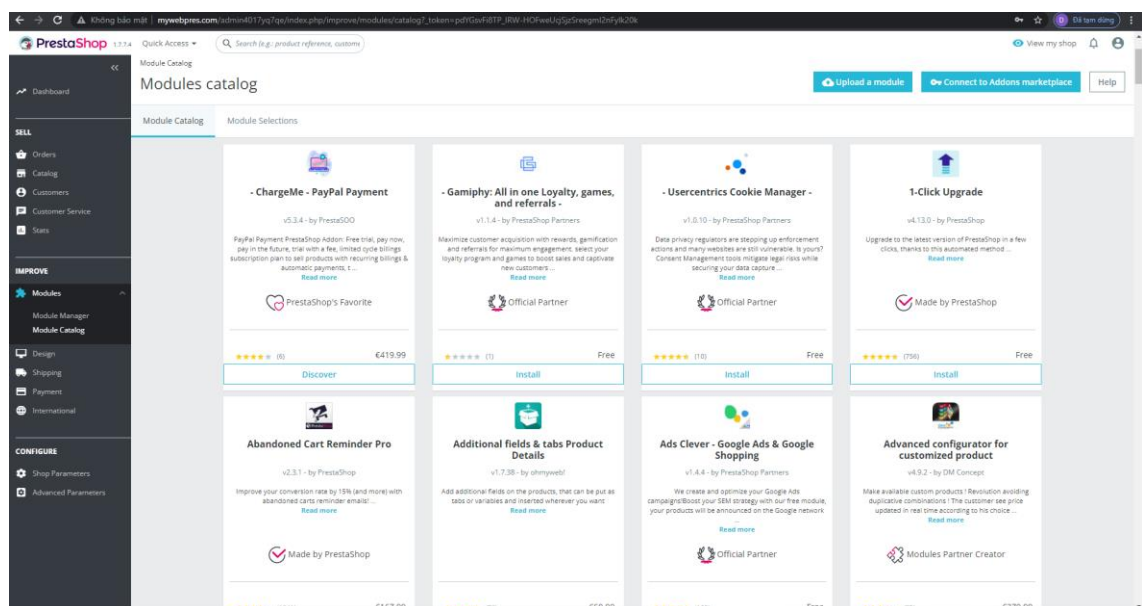 Không bảo mật | mywebpres.com/admin4017yq7qe/index.php/improve/modules/catalog?_token=
Đã tạm dừng
PrestaShop 1.7.7.4
Quick Access
Search (e.g.: product reference, custome
View my shop
Module Catalog
Modules catalog
Upload a module
Connect to Addons marketplace
Help
Module Catalog
Module Selections
Dashboard
SELL
Orders
Catalog
Customers
Customer Service
Stats
IMPROVE
Modules
Module Manager
Module Catalog
Design
Shipping
Payment
International
CONFIGURE
Shop Parameters
Advanced Parameters
- ChargeMe - PayPal Payment
v5.3.4 - by PrestaSOO
PayPal Payment PrestaShop Addon: Free trial, pay now,
pay in the future, trial with a fee, limited cycle billings
subscription plan to sell products with recurring billings &
automatic payments, t ...
Read more
PrestaShop's Favorite
(6)
€419.99
Discover
- Gamiphy: All in one Loyalty, games,
and referrals -
v1.1.4 - by PrestaShop Partners
Maximize customer acquisition with rewards, gamification
and referrals for maximum engagement. select your
loyalty program and games to boost sales and captivate
new customers ...
Read more
Official Partner
(1)
Free
Install
- Usercentrics Cookie Manager -
v1.0.10 - by PrestaShop Partners
Data privacy regulators are stepping up enforcement
actions and many websites are still vulnerable. Is yours?
Consent Management tools mitigate legal risks while
securing your data capture ...
Read more
Official Partner
(10)
Free
Install
1-Click Upgrade
v4.13.0 - by PrestaShop
Upgrade to the latest version of PrestaShop in a few
clicks, thanks to this automated method ...
Read more
Made by PrestaShop
(756)
Free
Install
Abandoned Cart Reminder Pro
v2.3.1 - by PrestaShop
Improve your conversion rate by 15% (and more) with
abandoned carts reminder emails! ...
Read more
Made by PrestaShop
Additional fields & tabs Product
Details
v1.7.38 - by ohmyweb!
Add additional fields on the products, that can be put as
tabs or variables and inserted wherever you want
Read more
Ads Clever - Google Ads & Google
Shopping
v1.4.4 - by PrestaShop Partners
We create and optimize your Google Ads
campaigns!Boost your SEM strategy with our free module,
your products will be announced on the Google network
...
Read more
Official Partner
Free
Advanced configurator for
customized product
v4.9.2 - by DM Concept
Make available custom products ! Revolution avoiding
duplicative combinations ! The customer see price
updated in real time according to his choice ...
Read more
Modules Partner Creator